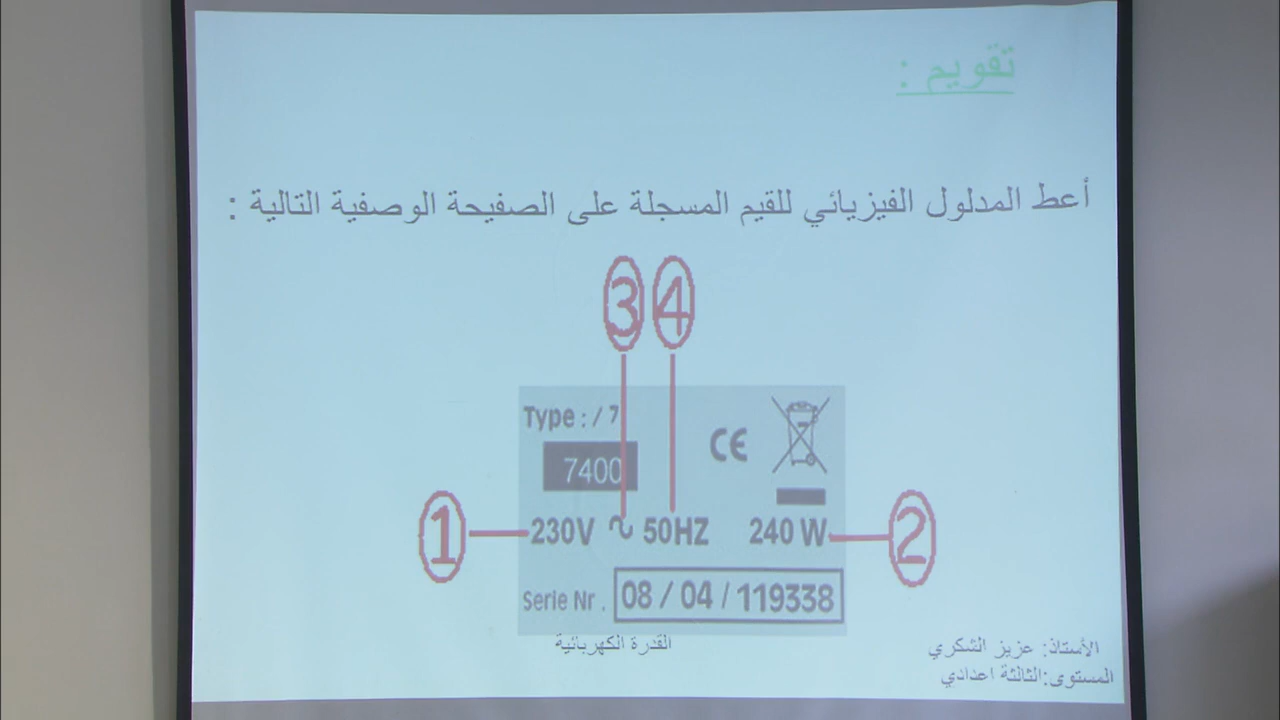 تقويم :
أعط المدلول الفيزيائي للقيم المسجلة على الصفيحة الوصفية التالية :
3 4
Type : / 7
CE
7400
1 230V ~ 50HZ 240 W 2
Serie Nr . 08 / 04 / 119338
القدرة الكهربائية
الأستاذ: عزيز الشكري
المستوى:الثالثة اعدادي